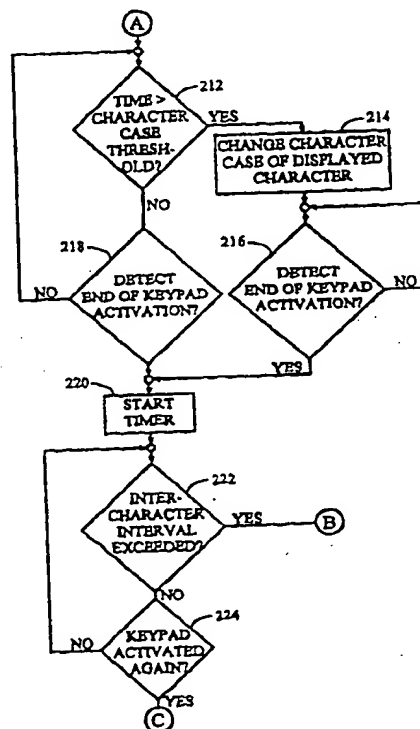 A
212
TIME >
CHARACTER
CASE
THRESH-
OLD?
YES
214
CHANGE CHARACTER
CASE OF DISPLAYED
CHARACTER
NO
218
216
DETECT
END OF KEYPAD
ACTIVATION?
NO
DETECT
END OF KEYPAD
ACTIVATION?
NO
YES
220
START
TIMER
222
INTER-
CHARACTER
INTERVAL
EXCEEDED?
YES
B
NO
224
KEYPAD
ACTIVATED
AGAIN?
NO
YES
C